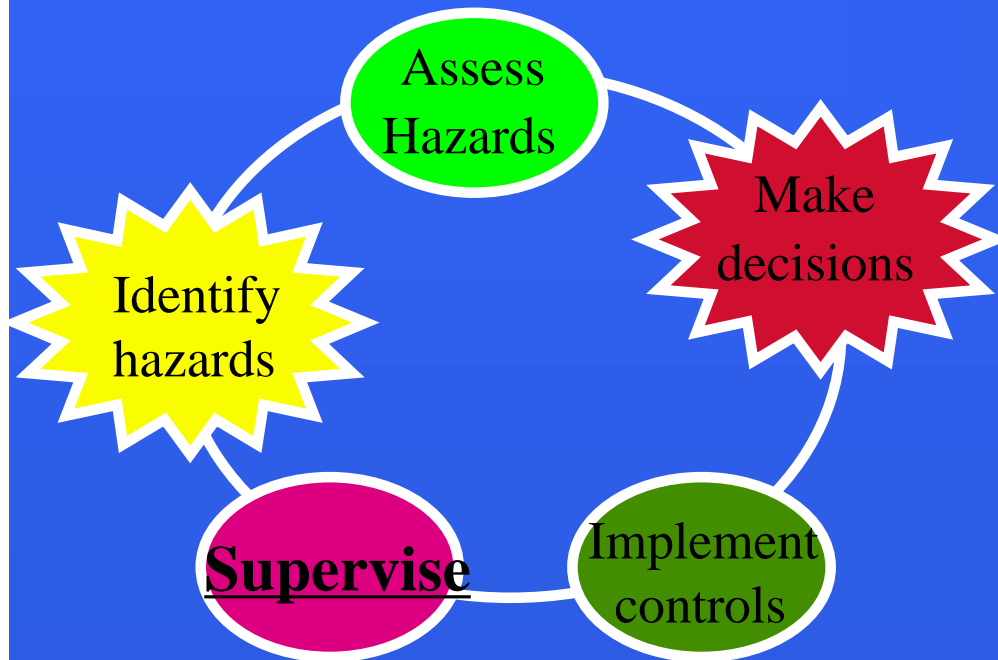 Assess
Hazards
Make
decisions
Identify
hazards
Supervise
Implement
controls